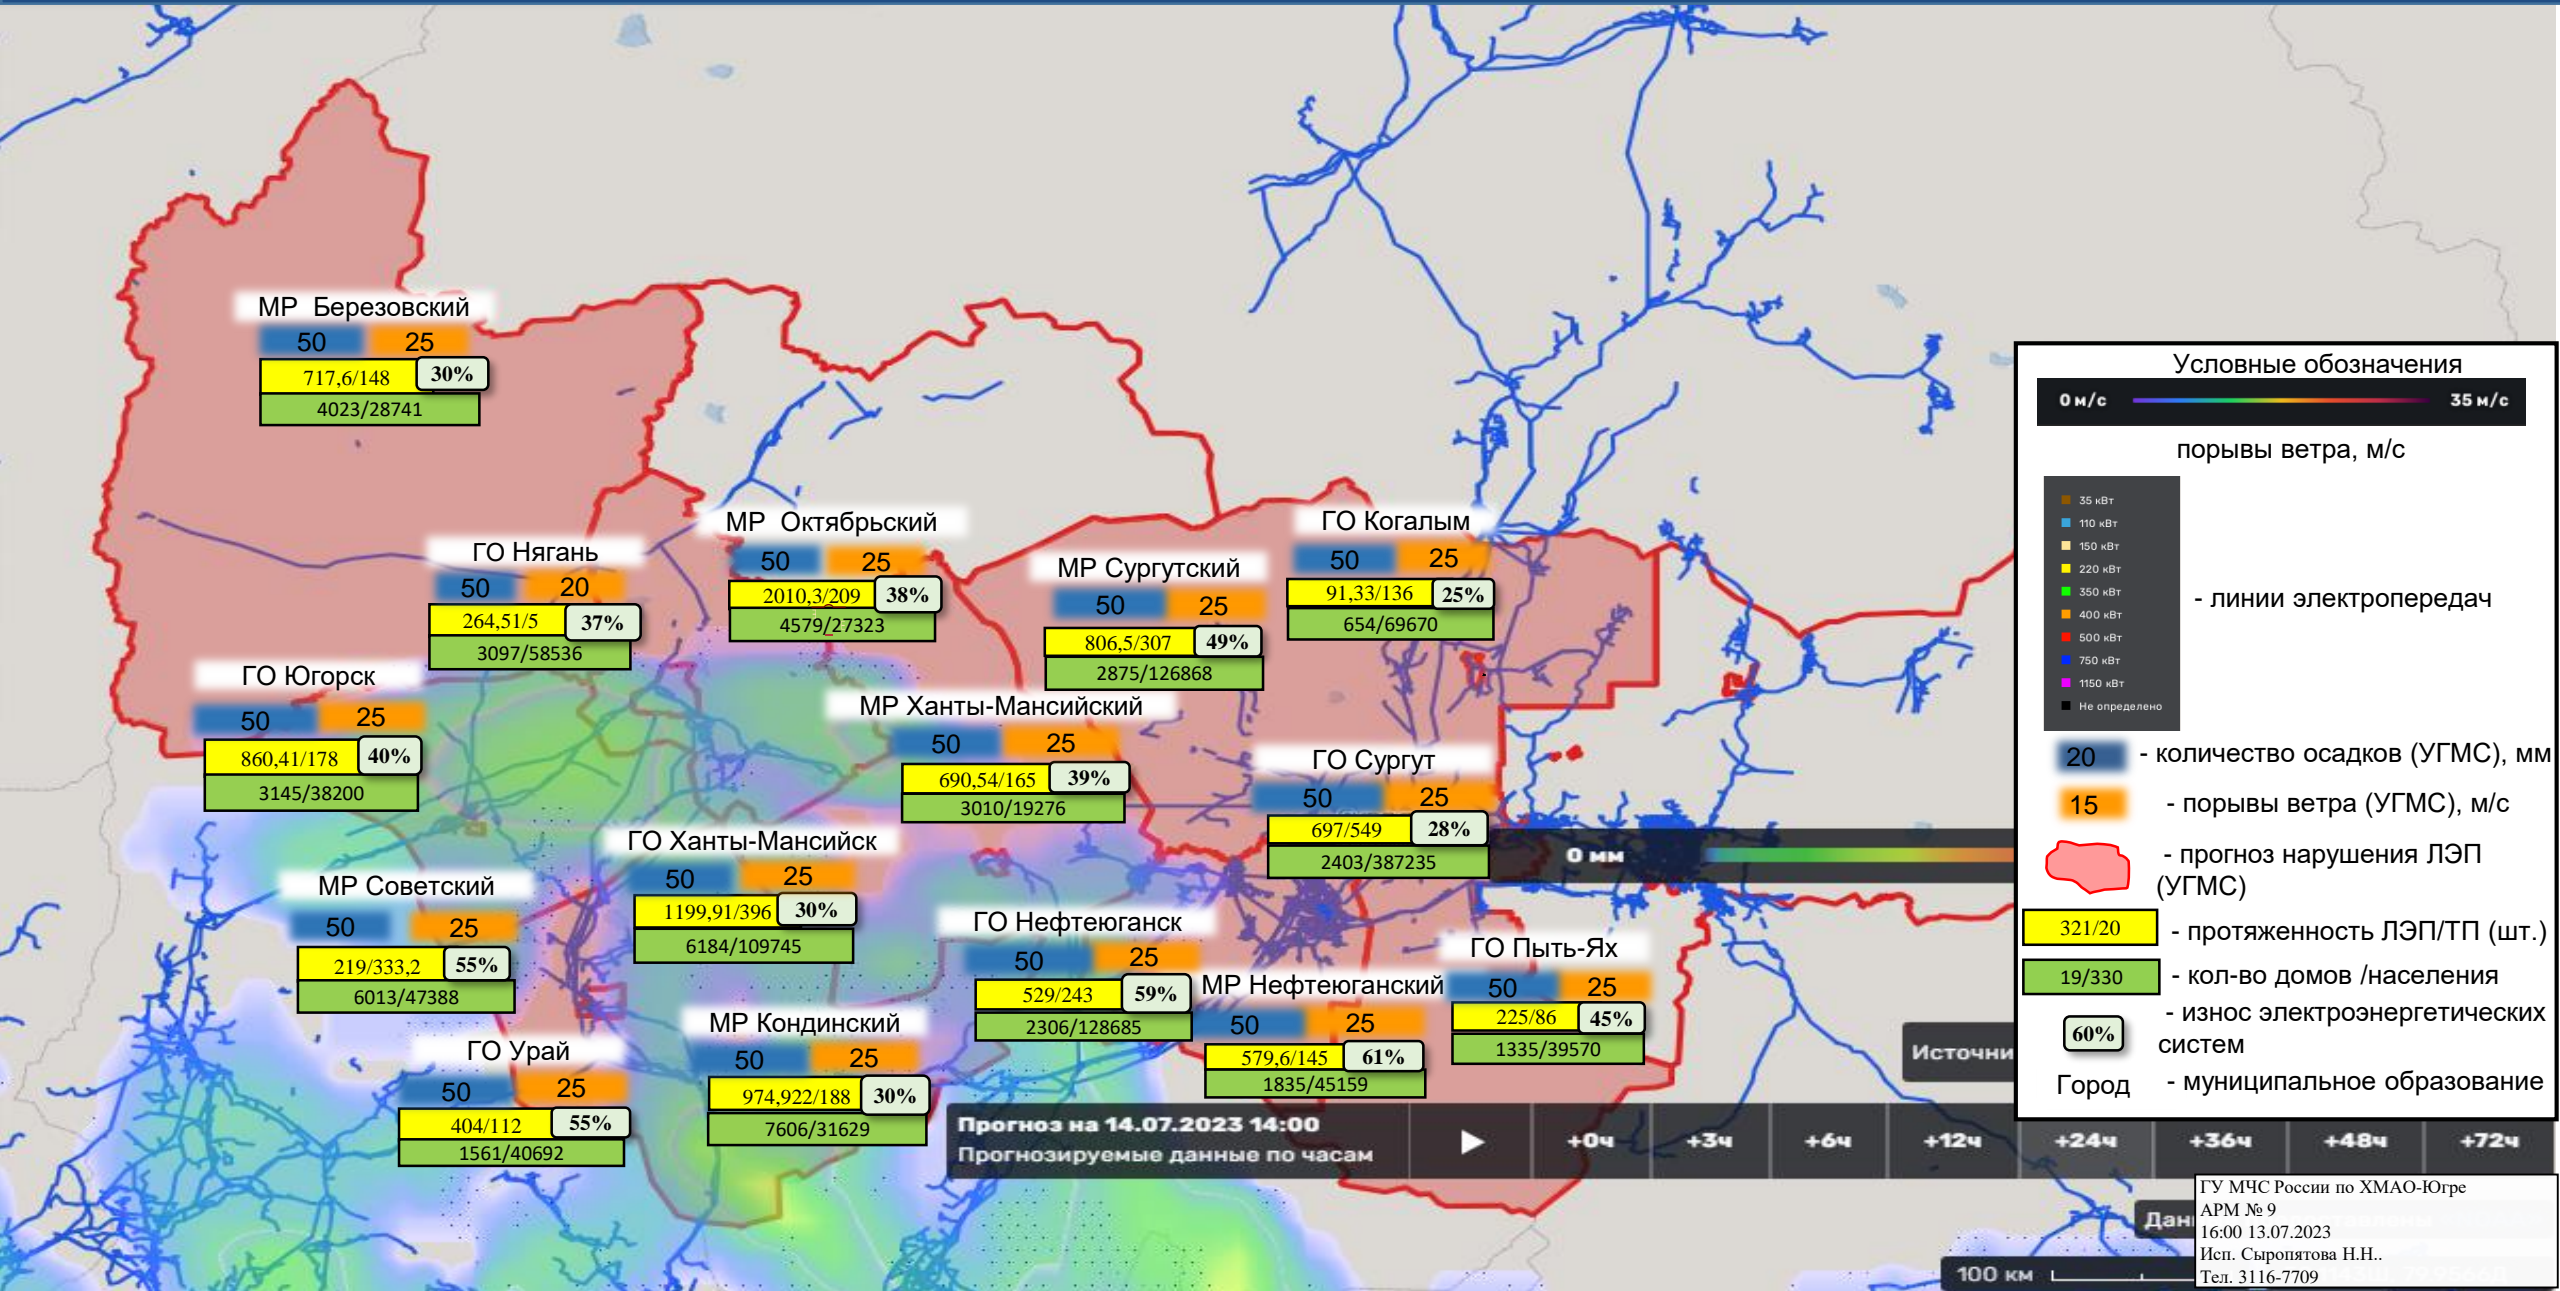 МР Березовский
50 25
717,6/148 30%
4023/28741
ГО Нягань
50 20
264,51/5 37%
3097/58536
МР Октябрьский
50 25
2010,3/209 38%
4579/27323
МР Сургутский
50 25
806,5/307 49%
2875/126868
ГО Когалым
50 25
91,33/136 25%
654/69670
ГО Югорск
50 25
860,41/178 40%
3145/38200
МР Ханты-Мансийский
50 25
690,54/165 39%
3010/19276
ГО Сургут
50 25
697/549 28%
2403/387235
ГО Ханты-Мансийск
50 25
1199,91/396 30%
6184/109745
МР Советский
50 25
219/333,2 55%
6013/47388
ГО Нефтеюганск
50 25
529/243 59%
2306/128685
МР Нефтеюганский
50 25
579,6/145 61%
1835/45159
ГО Пыть-Ях
50 25
225/86 45%
1335/39570
ГО Урай
50 25
404/112 55%
1561/40692
МР Кондинский
50 25
974,922/188 30%
7606/31629
0 мм
Источни
Прогноз на 14.07.2023 14:00
Прогнозируемые данные по часам
+0ч +3ч +6ч +12ч +24ч +36ч +48ч +72ч
100 км
Условные обозначения
0 м/с 35 м/с
порывы ветра, м/с
35 кВт
110 кВт
150 кВт
220 кВт
350 кВт
400 кВт
500 кВт
750 кВт
1150 кВт
Не определено
- линии электропередач
20 - количество осадков (УГМС), мм
15 - порывы ветра (УГМС), м/с
- прогноз нарушения ЛЭП
(УГМС)
321/20 - протяженность ЛЭП/ТП (шт.)
19/330 - кол-во домов /населения
60% - износ электроэнергетических
систем
Город - муниципальное образование
Дан
ГУ МЧС России по ХМАО-Югре
АРМ № 9
16:00 13.07.2023
Исп. Сыропятова Н.Н..
Тел. 3116-7709